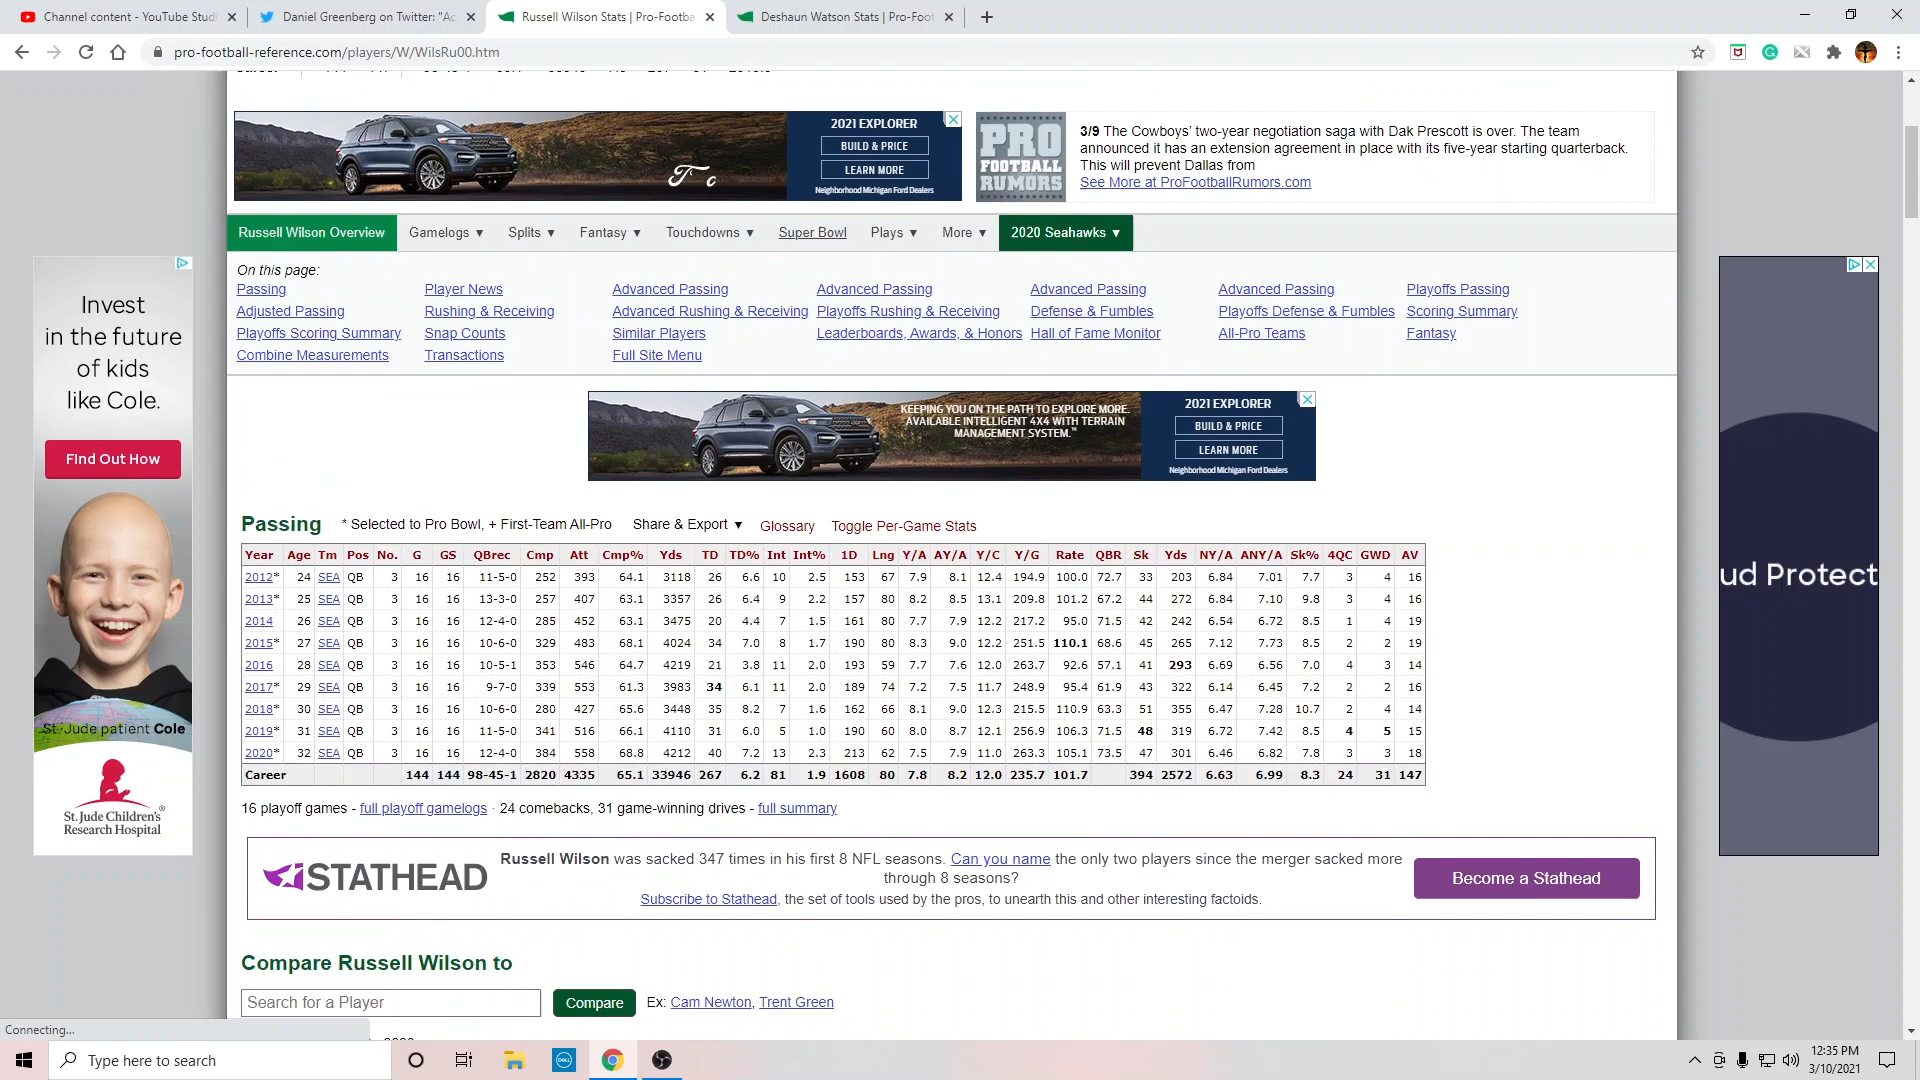 Channel content - YouTube Studi
Daniel Greenberg on Twitter: "Ac
Russell Wilson Stats | Pro-Footba
Deshaun Watson Stats | Pro-Foot
pro-football-reference.com/players/W/WilsRu00.htm
2021 EXPLORER
BUILD & PRICE
LEARN MORE
Neighborhood Michigan Ford Dealers
PRO
FOOTBALL
RUMORS
3/9 The Cowboys' two-year negotiation saga with Dak Prescott is over. The team
announced it has an extension agreement in place with its five-year starting quarterback.
This will prevent Dallas from
See More at ProFootballRumors.com
Russell Wilson Overview Gamelogs ▼ Splits ▼ Fantasy ▼ Touchdowns ▼ Super Bowl Plays ▼ More ▼ 2020 Seahawks ▼
On this page:
Passing Player News Advanced Passing Advanced Passing Advanced Passing Advanced Passing Playoffs Passing
Adjusted Passing Rushing & Receiving Advanced Rushing & Receiving Playoffs Rushing & Receiving Defense & Fumbles Playoffs Defense & Fumbles Scoring Summary
Playoffs Scoring Summary Snap Counts Similar Players Leaderboards, Awards, & Honors Hall of Fame Monitor All-Pro Teams Fantasy
Combine Measurements Transactions Full Site Menu
Invest
in the future
of kids
like Cole.
Find Out How
St. Jude patient Cole
St. Jude Children's
Research Hospital
KEEPING YOU ON THE PATH TO EXPLORE MORE.
AVAILABLE INTELLIGENT 4X4 WITH TERRAIN
MANAGEMENT SYSTEM.™
2021 EXPLORER
BUILD & PRICE
LEARN MORE
Neighborhood Michigan Ford Dealers
ud Protect
Passing * Selected to Pro Bowl, + First-Team All-Pro Share & Export ▼ Glossary Toggle Per-Game Stats
Year Age Tm Pos No. G GS QBrec Cmp Att Cmp% Yds TD TD% Int Int% 1D Lng Y/A AY/A Y/C Y/G Rate QBR Sk Yds NY/A ANY/A Sk% 4QC GWD AV
2012* 24 SEA QB 3 16 16 11-5-0 252 393 64.1 3118 26 6.6 10 2.5 153 67 7.9 8.1 12.4 194.9 100.0 72.7 33 203 6.84 7.01 7.7 3 4 16
2013* 25 SEA QB 3 16 16 13-3-0 257 407 63.1 3357 26 6.4 9 2.2 157 80 8.2 8.5 13.1 209.8 101.2 67.2 44 272 6.84 7.10 9.8 3 4 16
2014 26 SEA QB 3 16 16 12-4-0 285 452 63.1 3475 20 4.4 7 1.5 161 80 7.7 7.9 12.2 217.2 95.0 71.5 42 242 6.54 6.72 8.5 1 4 19
2015* 27 SEA QB 3 16 16 10-6-0 329 483 68.1 4024 34 7.0 8 1.7 190 80 8.3 9.0 12.2 251.5 110.1 68.6 45 265 7.12 7.73 8.5 2 2 19
2016 28 SEA QB 3 16 16 10-5-1 353 546 64.7 4219 21 3.8 11 2.0 193 59 7.7 7.6 12.0 263.7 92.6 57.1 41 293 6.69 6.56 7.0 4 3 14
2017* 29 SEA QB 3 16 16 9-7-0 339 553 61.3 3983 34 6.1 11 2.0 189 74 7.2 7.5 11.7 248.9 95.4 61.9 43 322 6.14 6.45 7.2 2 2 16
2018* 30 SEA QB 3 16 16 10-6-0 280 427 65.6 3448 35 8.2 7 1.6 162 66 8.1 9.0 12.3 215.5 110.9 63.3 51 355 6.47 7.28 10.7 2 4 14
2019* 31 SEA QB 3 16 16 11-5-0 341 516 66.1 4110 31 6.0 5 1.0 190 60 8.0 8.7 12.1 256.9 106.3 71.5 48 319 6.72 7.42 8.5 4 5 15
2020* 32 SEA QB 3 16 16 12-4-0 384 558 68.8 4212 40 7.2 13 2.3 213 62 7.5 7.9 11.0 263.3 105.1 73.5 47 301 6.46 6.82 7.8 3 3 18
Career 144 144 98-45-1 2820 4335 65.1 33946 267 6.2 81 1.9 1608 80 7.8 8.2 12.0 235.7 101.7 394 2572 6.63 6.99 8.3 24 31 147
16 playoff games - full playoff gamelogs · 24 comebacks, 31 game-winning drives - full summary
STATHEAD
Russell Wilson was sacked 347 times in his first 8 NFL seasons. Can you name the only two players since the merger sacked more
through 8 seasons?
Subscribe to Stathead, the set of tools used by the pros, to unearth this and other interesting factoids.
Become a Stathead
Compare Russell Wilson to
Search for a Player Compare Ex: Cam Newton, Trent Green
Connecting...
Type here to search
DELL
12:35 PM
3/10/2021